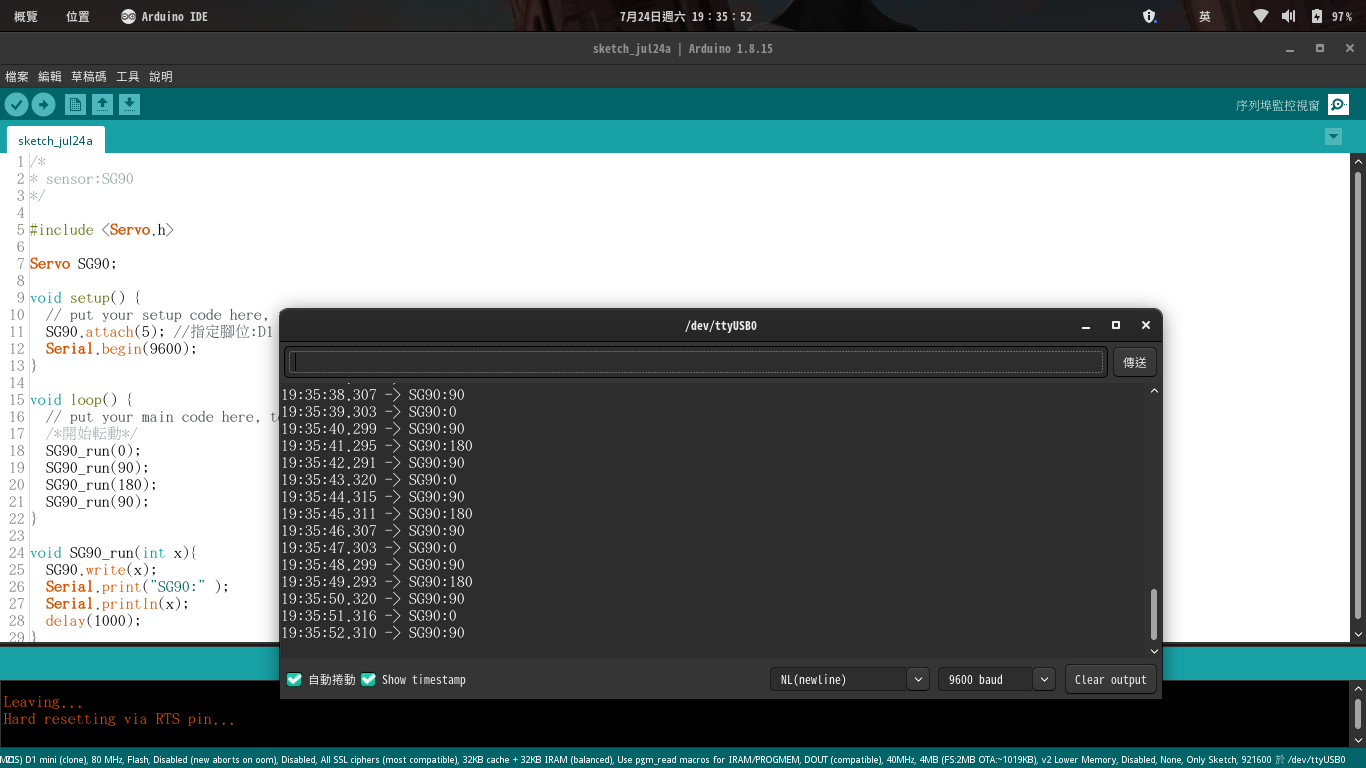 概覽 位置 Arduino IDE 7月24日週六 19：35：52 英 97%
sketch_jul24a | Arduino 1.8.15
檔案 編輯 草稿碼 工具 說明
序列埠監控視窗
sketch_jul24a
1 /*
2 * sensor:SG90
3 */
4
5 #include <Servo.h>
6
7 Servo SG90;
8
9 void setup() {
10 // put your setup code here,
11 SG90.attach(5); //指定腳位:D1
12 Serial.begin(9600);
13 }
14
15 void loop() {
16 // put your main code here, t
17 /*開始転動*/
18 SG90_run(0);
19 SG90_run(90);
20 SG90_run(180);
21 SG90_run(90);
22 }
23
24 void SG90_run(int x){
25 SG90.write(x);
26 Serial.print("SG90:" );
27 Serial.println(x);
28 delay(1000);
29 }
/dev/ttyUSB0
傳送
19:35:38.307 -> SG90:90
19:35:39.303 -> SG90:0
19:35:40.299 -> SG90:90
19:35:41.295 -> SG90:180
19:35:42.291 -> SG90:90
19:35:43.320 -> SG90:0
19:35:44.315 -> SG90:90
19:35:45.311 -> SG90:180
19:35:46.307 -> SG90:90
19:35:47.303 -> SG90:0
19:35:48.299 -> SG90:90
19:35:49.293 -> SG90:180
19:35:50.320 -> SG90:90
19:35:51.316 -> SG90:0
19:35:52.310 -> SG90:90
自動捲動 Show timestamp NL(newline) 9600 baud Clear output
Leaving...
Hard resetting via RTS pin...
D1 mini (clone), 80 MHz, Flash, Disabled (new aborts on oom), Disabled, All SSL ciphers (most compatible), 32KB cache + 32KB IRAM (balanced), Use pgm_read macros for IRAM/PROGMEM, DOUT (compatible), 40MHz, 4MB (FS:2MB OTA:~1019KB), v2 Lower Memory, Disabled, None, Only Sketch, 921600 於 /dev/ttyUSB0